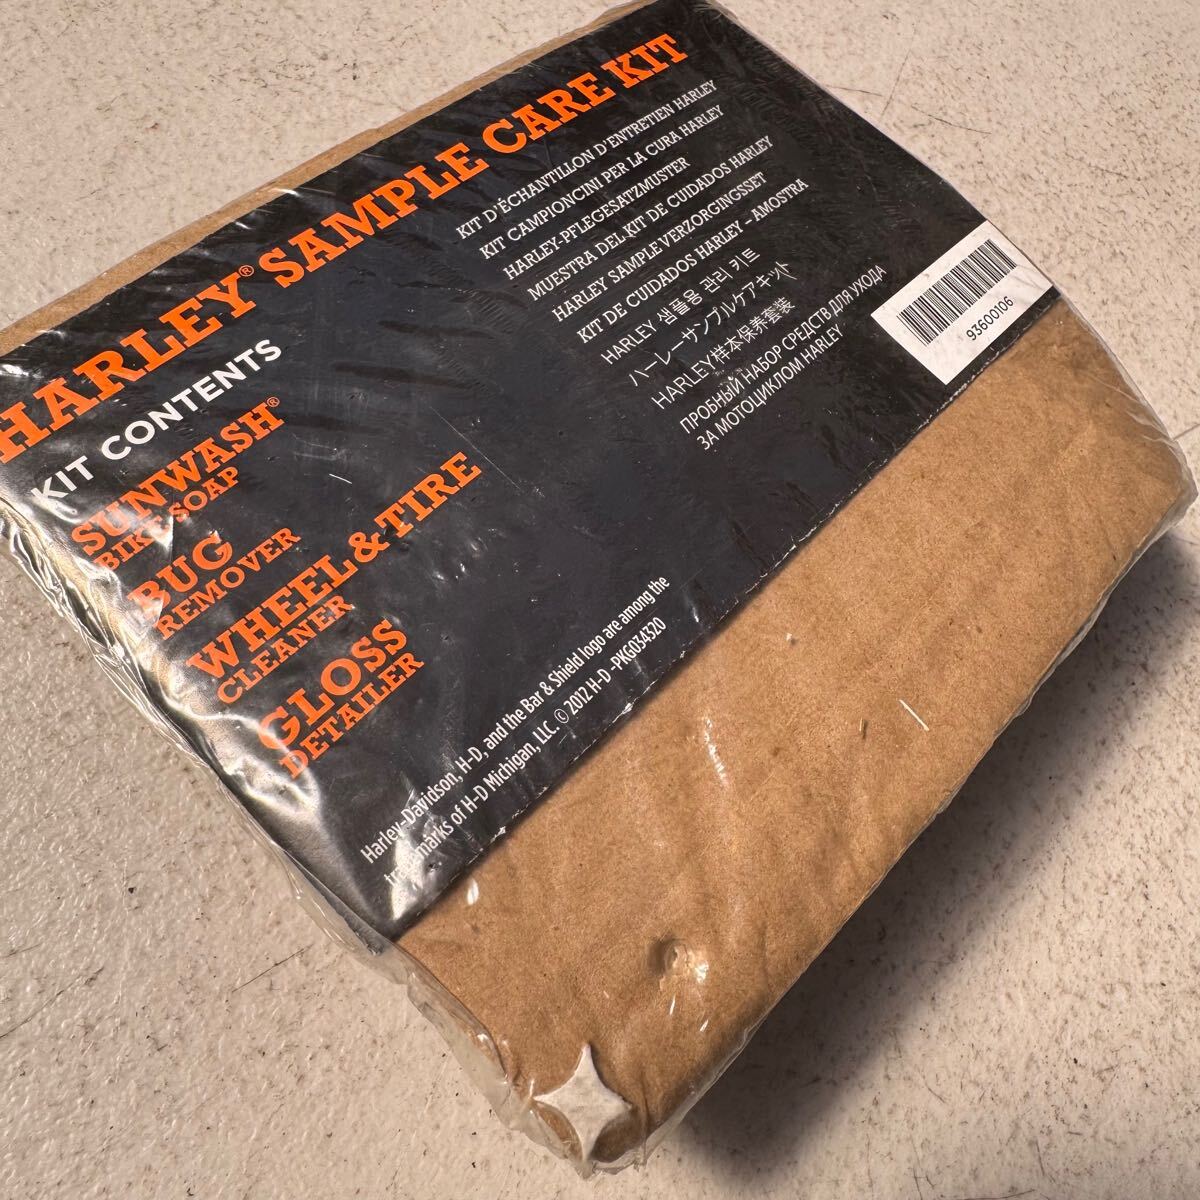 HARLEY® SAMPLE CARE KIT
KIT CONTENTS
SUNWASH®
BIKE SOAP
BUG
REMOVER
WHEEL & TIRE
CLEANER
GLOSS
DETAILER
KIT D'ÉCHANTILLON D'ENTRETIEN HARLEY
KIT CAMPIONCINI PER LA CURA HARLEY
HARLEY-PFLEGESATZMUSTER
MUESTRA DEL KIT DE CUIDADOS HARLEY
HARLEY SAMPLE VERZORGINGSSET
KIT DE CUIDADOS HARLEY – AMOSTRA
HARLEY 샘플용 관리 키트
ハーレーサンプルケアキット
HARLEY样本保养套装
ПРОБНЫЙ НАБОР СРЕДСТВ ДЛЯ УХОДА
ЗА МОТОЦИКЛОМ HARLEY
93600106
Harley-Davidson, H-D, and the Bar & Shield logo are among the
trademarks of H-D Michigan, LLC. © 2012 H-D -PKG034320